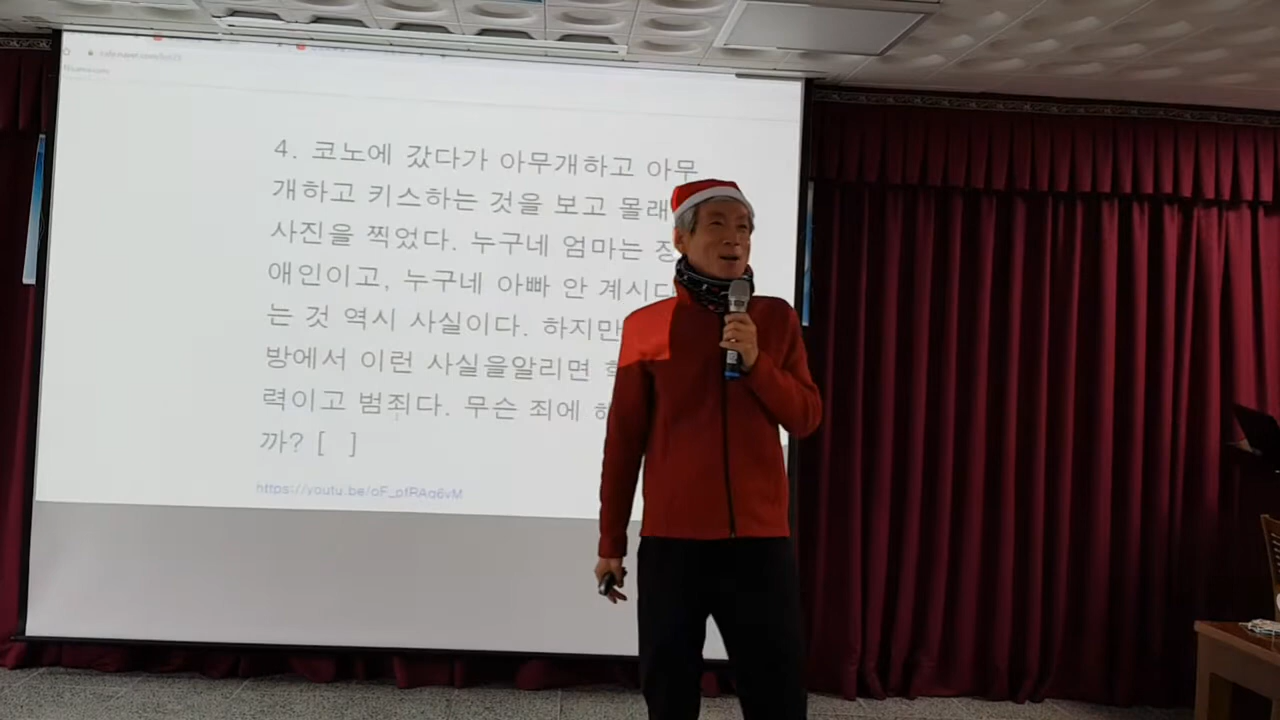 4. 코노에 갔다가 아무개하고 아무
개하고 키스하는 것을 보고 몰래
사진을 찍었다. 누구네 엄마는 장
애인이고, 누구네 아빠 안 계시다
는 것 역시 사실이다. 하지만
방에서 이런 사실을알리면
력이고 범죄다. 무슨 죄에
까? [ ]